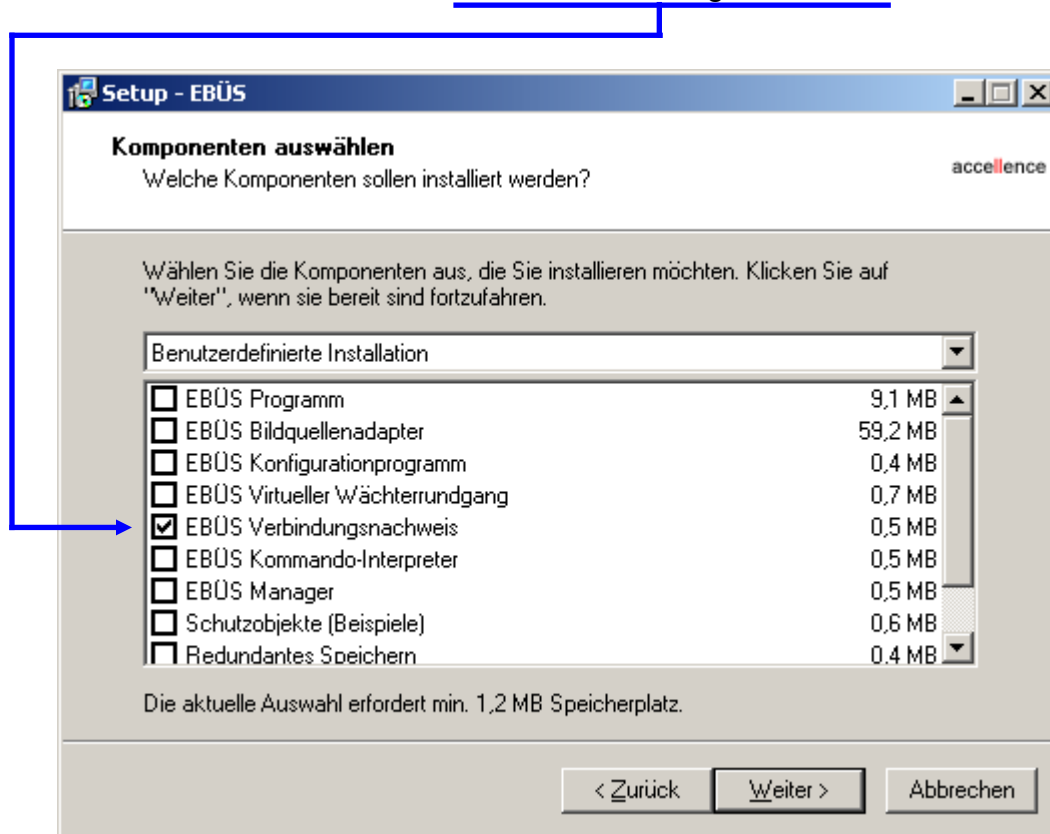 Setup - EBÜS
Komponenten auswählen
Welche Komponenten sollen installiert werden?
accellence
Wählen Sie die Komponenten aus, die Sie installieren möchten. Klicken Sie auf
"Weiter", wenn sie bereit sind fortzufahren.
Benutzerdefinierte Installation
EBÜS Programm 9,1 MB
EBÜS Bildquellenadapter 59,2 MB
EBÜS Konfigurationprogramm 0,4 MB
EBÜS Virtueller Wächterrundgang 0,7 MB
EBÜS Verbindungsnachweis 0,5 MB
EBÜS Kommando-Interpreter 0,5 MB
EBÜS Manager 0,5 MB
Schutzobjekte (Beispiele) 0,6 MB
Redundantes Speichern 0,4 MB
Die aktuelle Auswahl erfordert min. 1,2 MB Speicherplatz.
< Zurück Weiter > Abbrechen